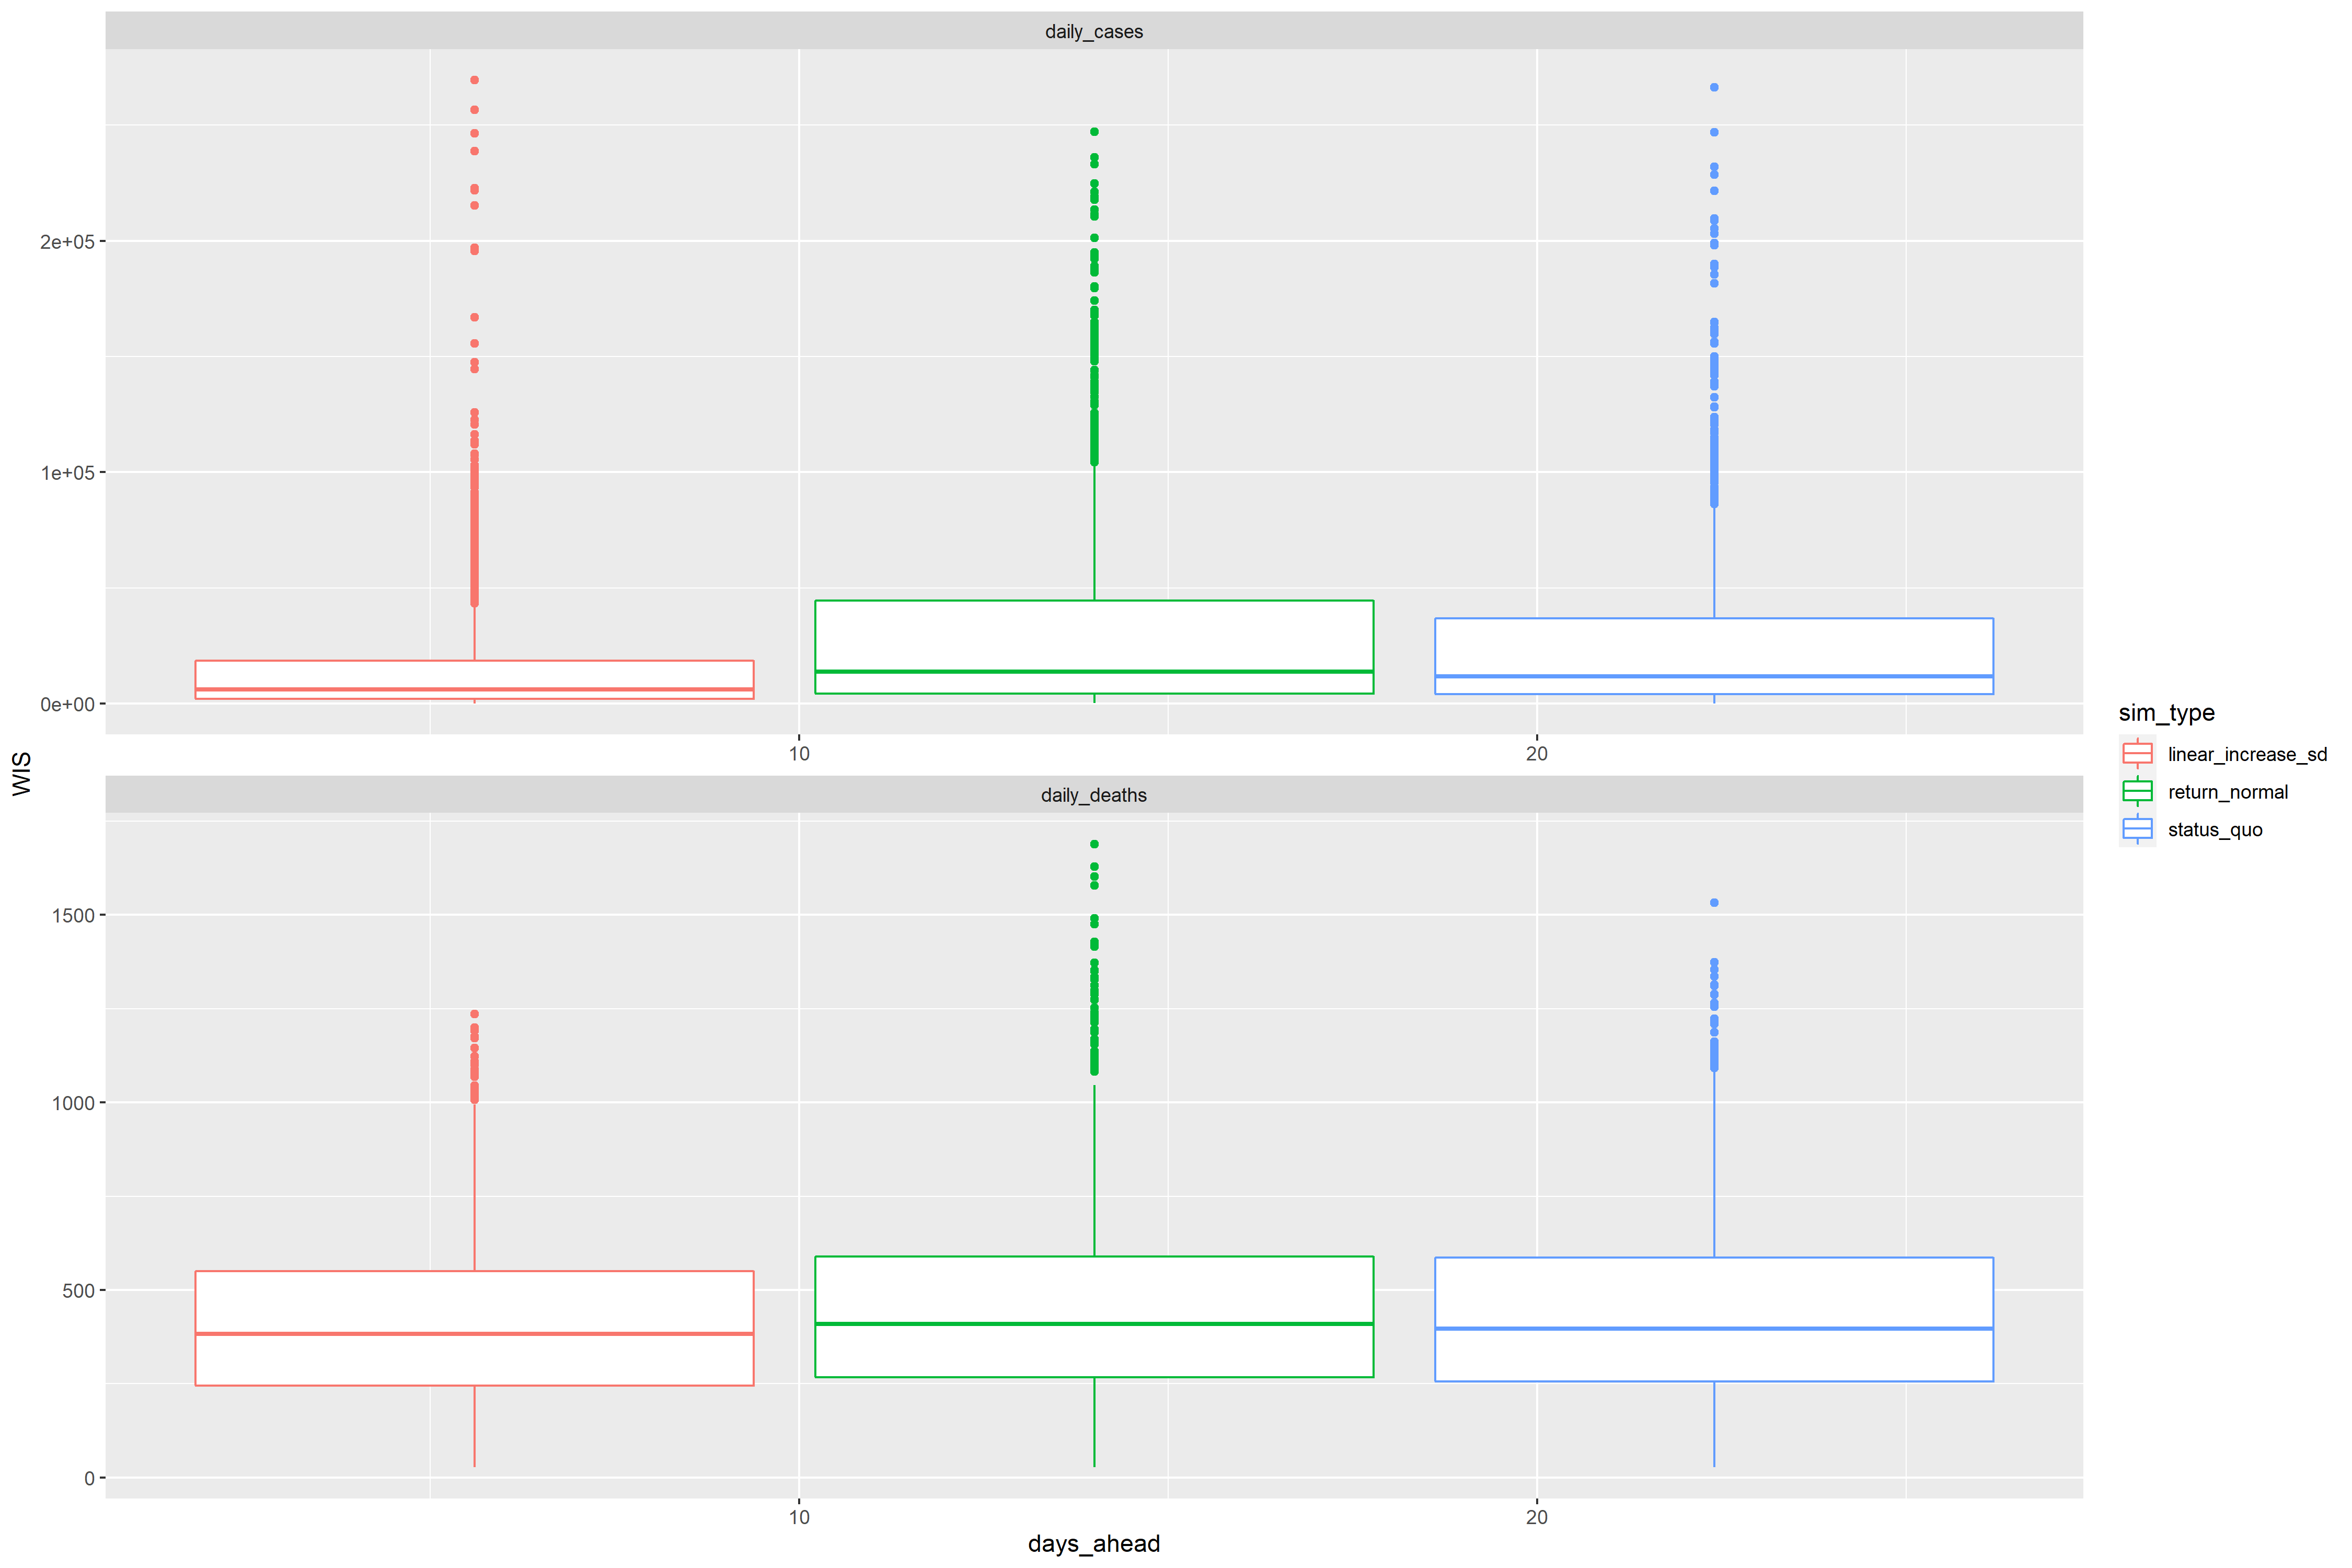 daily_cases
2e+05
1e+05
0e+00
10
20
WIS
daily_deaths
1500
1000
500
0
10
20
days_ahead
sim_type
linear_increase_sd
return_normal
status_quo